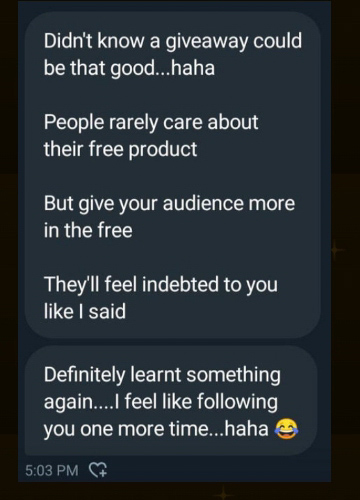 Didn't know a giveaway could
be that good...haha
People rarely care about
their free product
But give your audience more
in the free
They'll feel indebted to you
like I said
Definitely learnt something
again....I feel like following
you one more time...haha 😂
5:03 PM